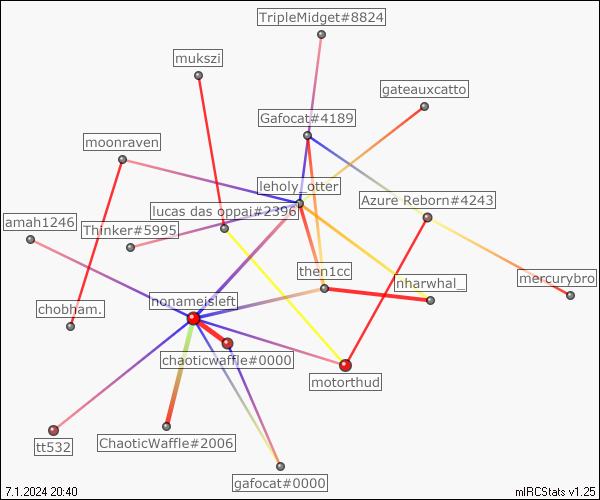 TripleMidget#8824
mukszi
gateauxcatto
Gafocat#4189
moonraven
leholy_otter
Azure Reborn#4243
lucas das oppai#2396
amah1246
Thinker#5995
then1cc
nharwhal_
mercurybro
nonameisleft
chobham.
chaoticwaffle#0000
motorthud
ChaoticWaffle#2006
tt532
gafocat#0000
7.1.2024 20:40
mIRCStats v1.25